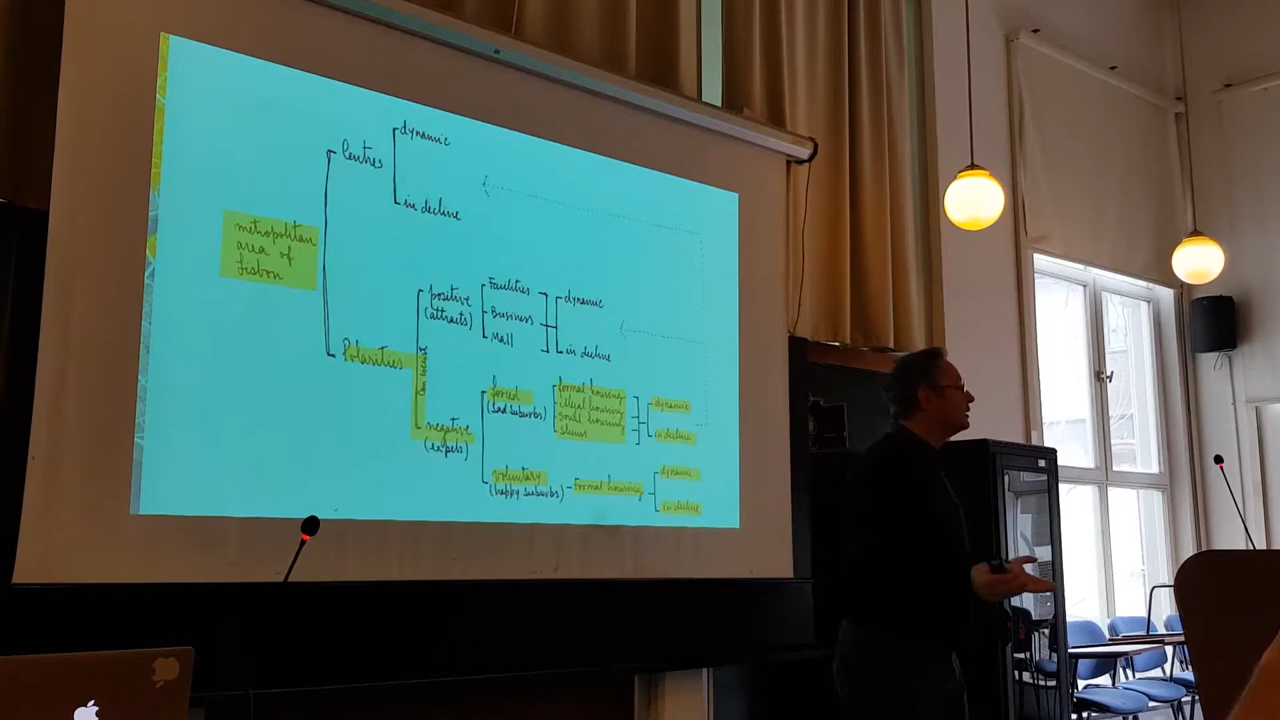 metropolitan
area of
Lisbon
Centres
dynamic
in decline
Polarities
positive
(attracts)
Facilities
Business
Mall
dynamic
in decline
negative
(expels)
forced
(sad suburbs)
formal housing
illegal housing
social housing
slums
dynamic
in decline
voluntary
(happy suburbs)
formal housing
dynamic
in decline